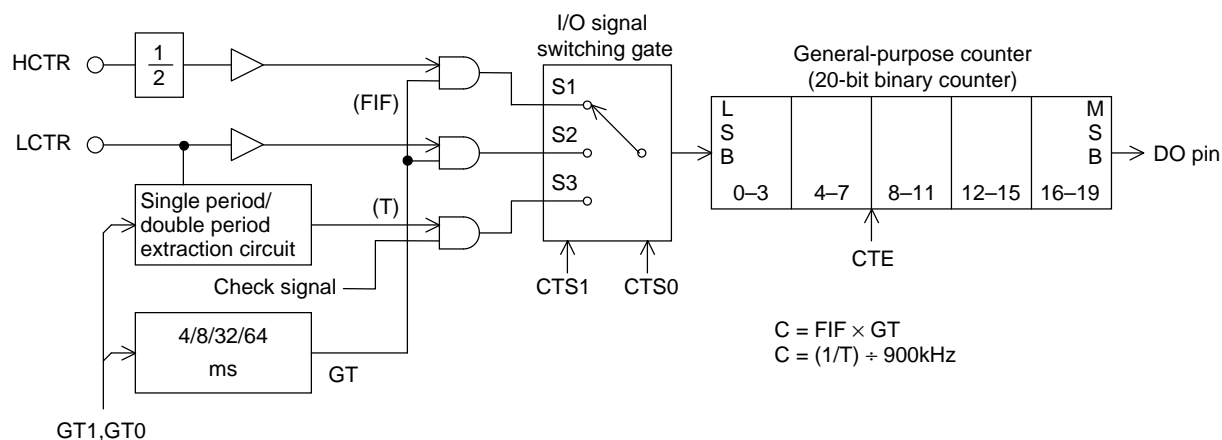 I/O signal
switching gate
General-purpose counter
(20-bit binary counter)
HCTR
1
2
(FIF)
S1
L
S
B
M
S
B
DO pin
LCTR
S2
S3
0–3
4–7
8–11
12–15
16–19
Single period/
double period
extraction circuit
(T)
Check signal
CTS1
CTS0
CTE
4/8/32/64
ms
GT
C = FIF × GT
C = (1/T) ÷ 900kHz
GT1,GT0